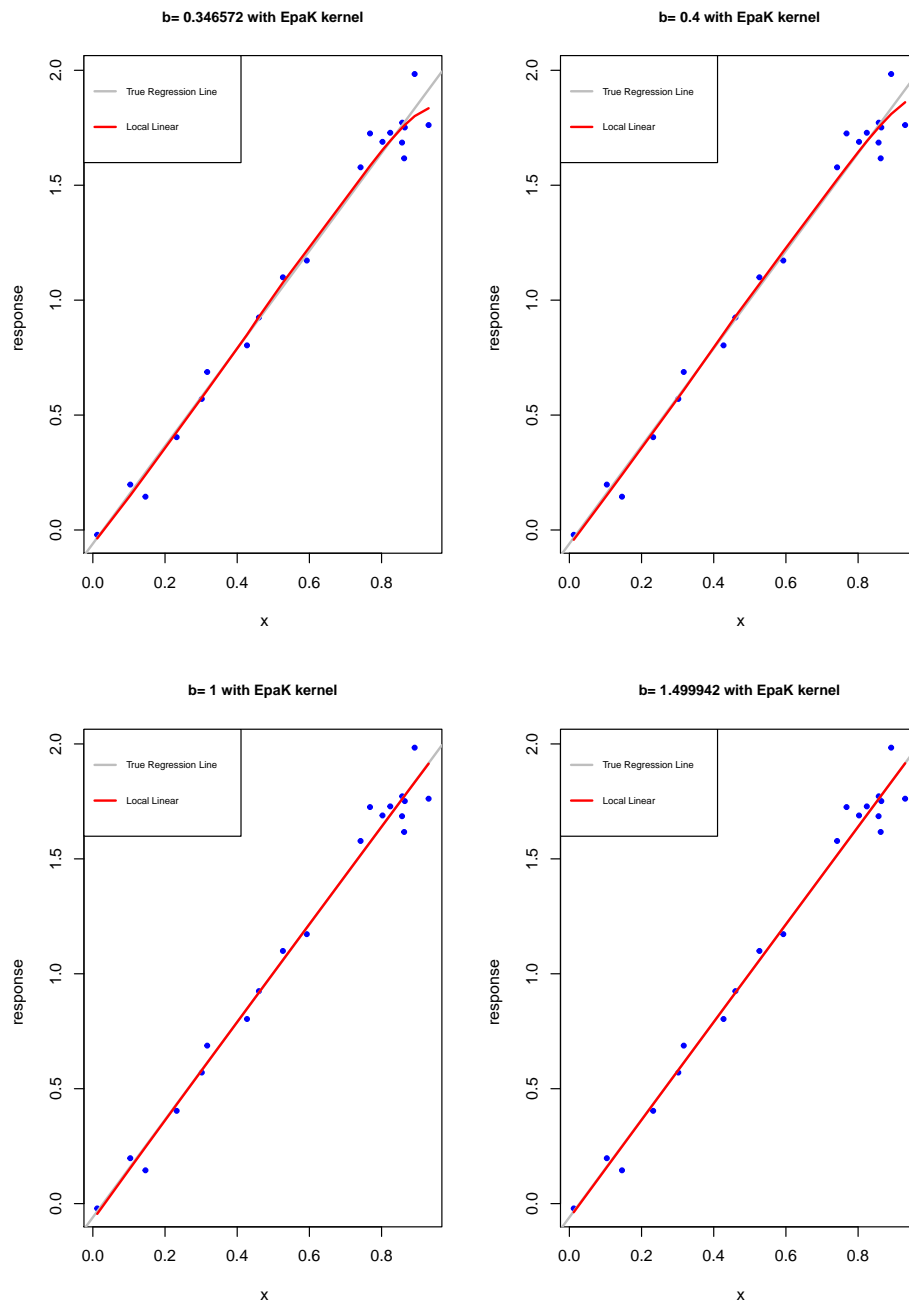 b= 0.346572 with EpaK kernel
True Regression Line
Local Linear
response
0.0 0.5 1.0 1.5 2.0
0.0 0.2 0.4 0.6 0.8
x
b= 0.4 with EpaK kernel
True Regression Line
Local Linear
response
0.0 0.5 1.0 1.5 2.0
0.0 0.2 0.4 0.6 0.8
x
b= 1 with EpaK kernel
True Regression Line
Local Linear
response
0.0 0.5 1.0 1.5 2.0
0.0 0.2 0.4 0.6 0.8
x
b= 1.499942 with EpaK kernel
True Regression Line
Local Linear
response
0.0 0.5 1.0 1.5 2.0
0.0 0.2 0.4 0.6 0.8
x